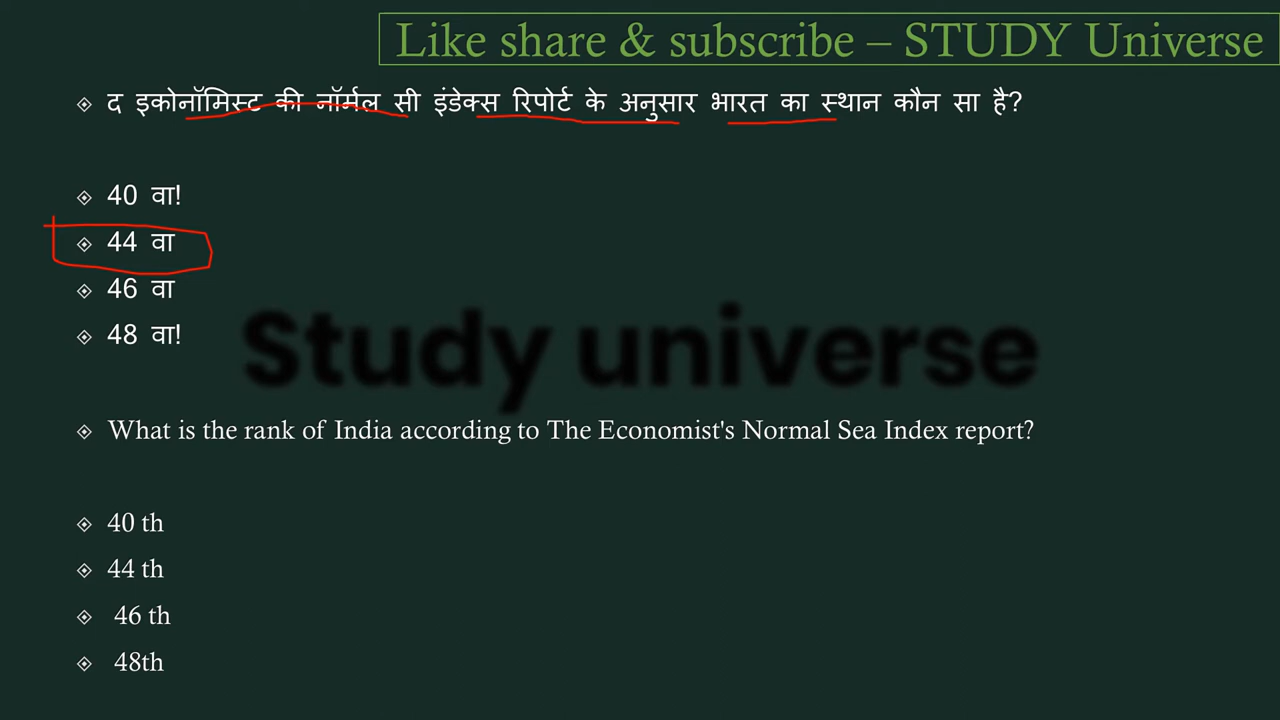 Like share & subscribe – STUDY Universe
द इकोनॉमिस्ट की नॉर्मल सी इंडेक्स रिपोर्ट के अनुसार भारत का स्थान कौन सा है?
40 वा!
44 वा
46 वा
48 वा!
Study universe
What is the rank of India according to The Economist's Normal Sea Index report?
40 th
44 th
46 th
48th